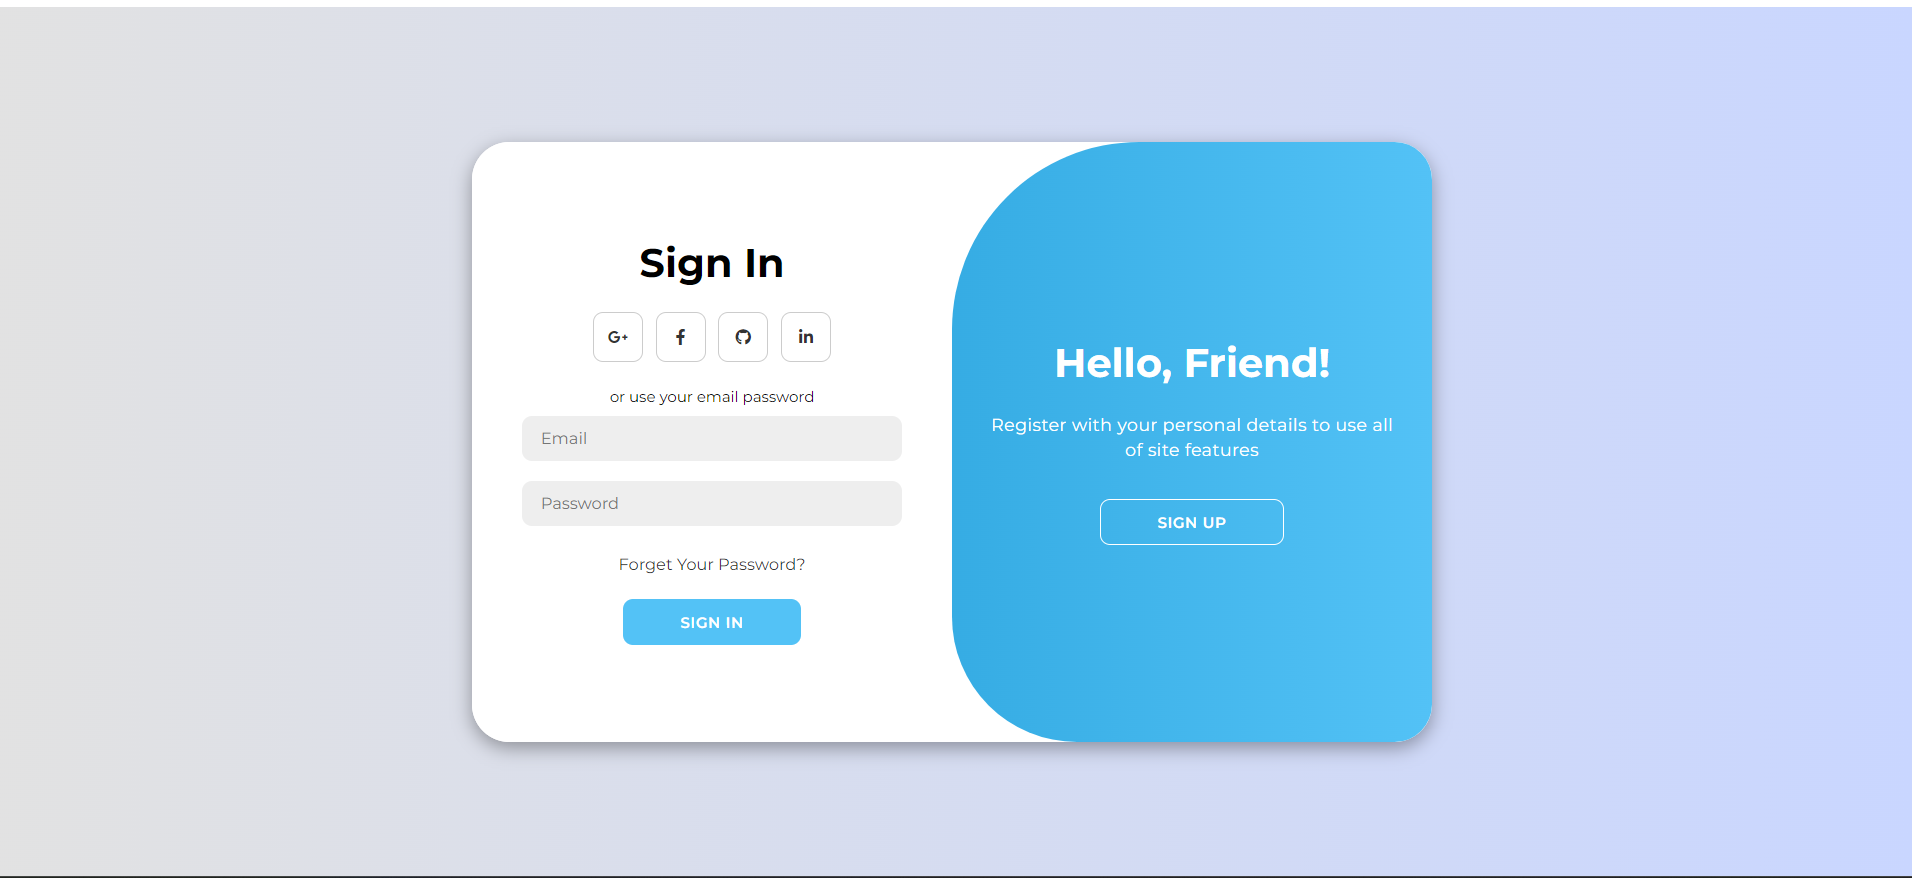 Sign In
G+
f
in
or use your email password
Email
Password
Forget Your Password?
SIGN IN
Hello, Friend!
Register with your personal details to use all
of site features
SIGN UP